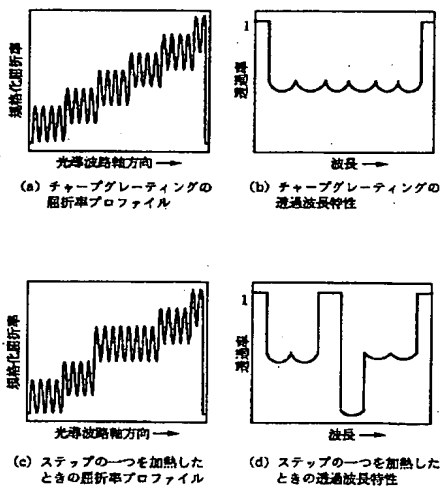 規格化屈折率
光導波路軸方向
(a) チャープグレーティングの
屈折率プロファイル
1
透過率
波長
(b) チャープグレーティングの
透過波長特性
規格化屈折率
光導波路軸方向
(c) ステップの一つを加熱した
ときの屈折率プロファイル
1
透過率
波長
(d) ステップの一つを加熱した
ときの透過波長特性